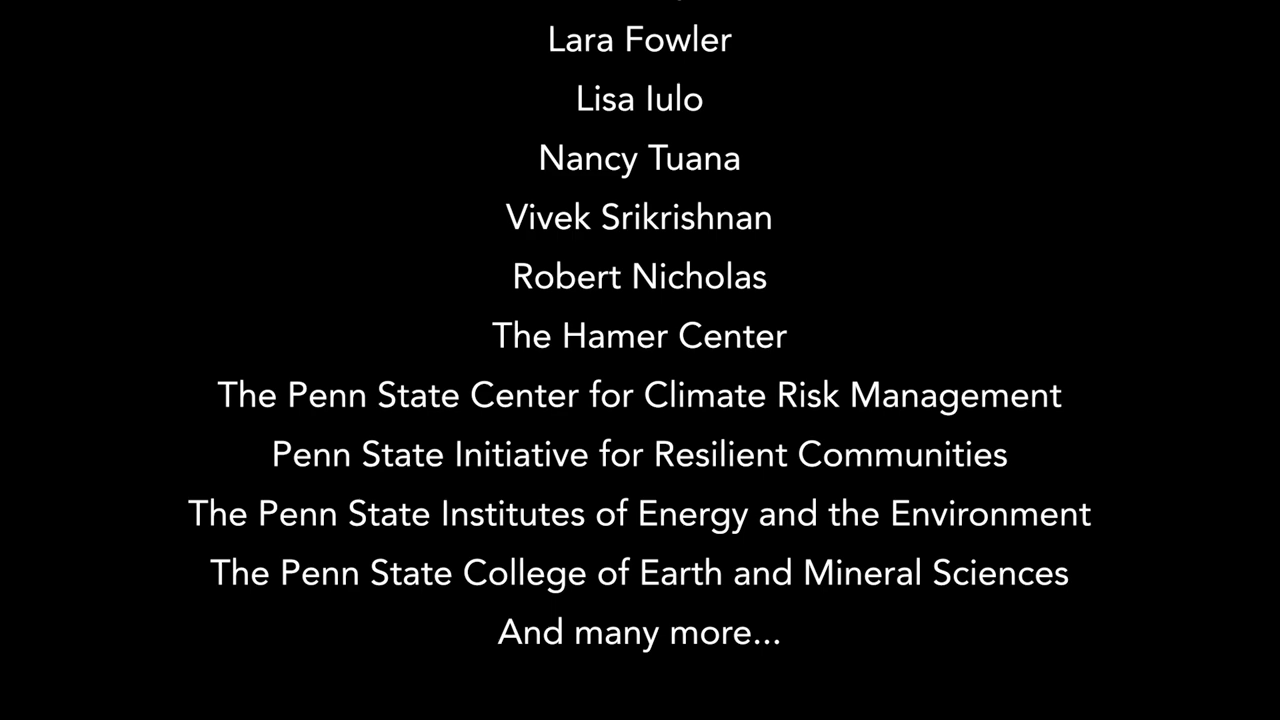 Lara Fowler
Lisa Iulo
Nancy Tuana
Vivek Srikrishnan
Robert Nicholas
The Hamer Center
The Penn State Center for Climate Risk Management
Penn State Initiative for Resilient Communities
The Penn State Institutes of Energy and the Environment
The Penn State College of Earth and Mineral Sciences
And many more...